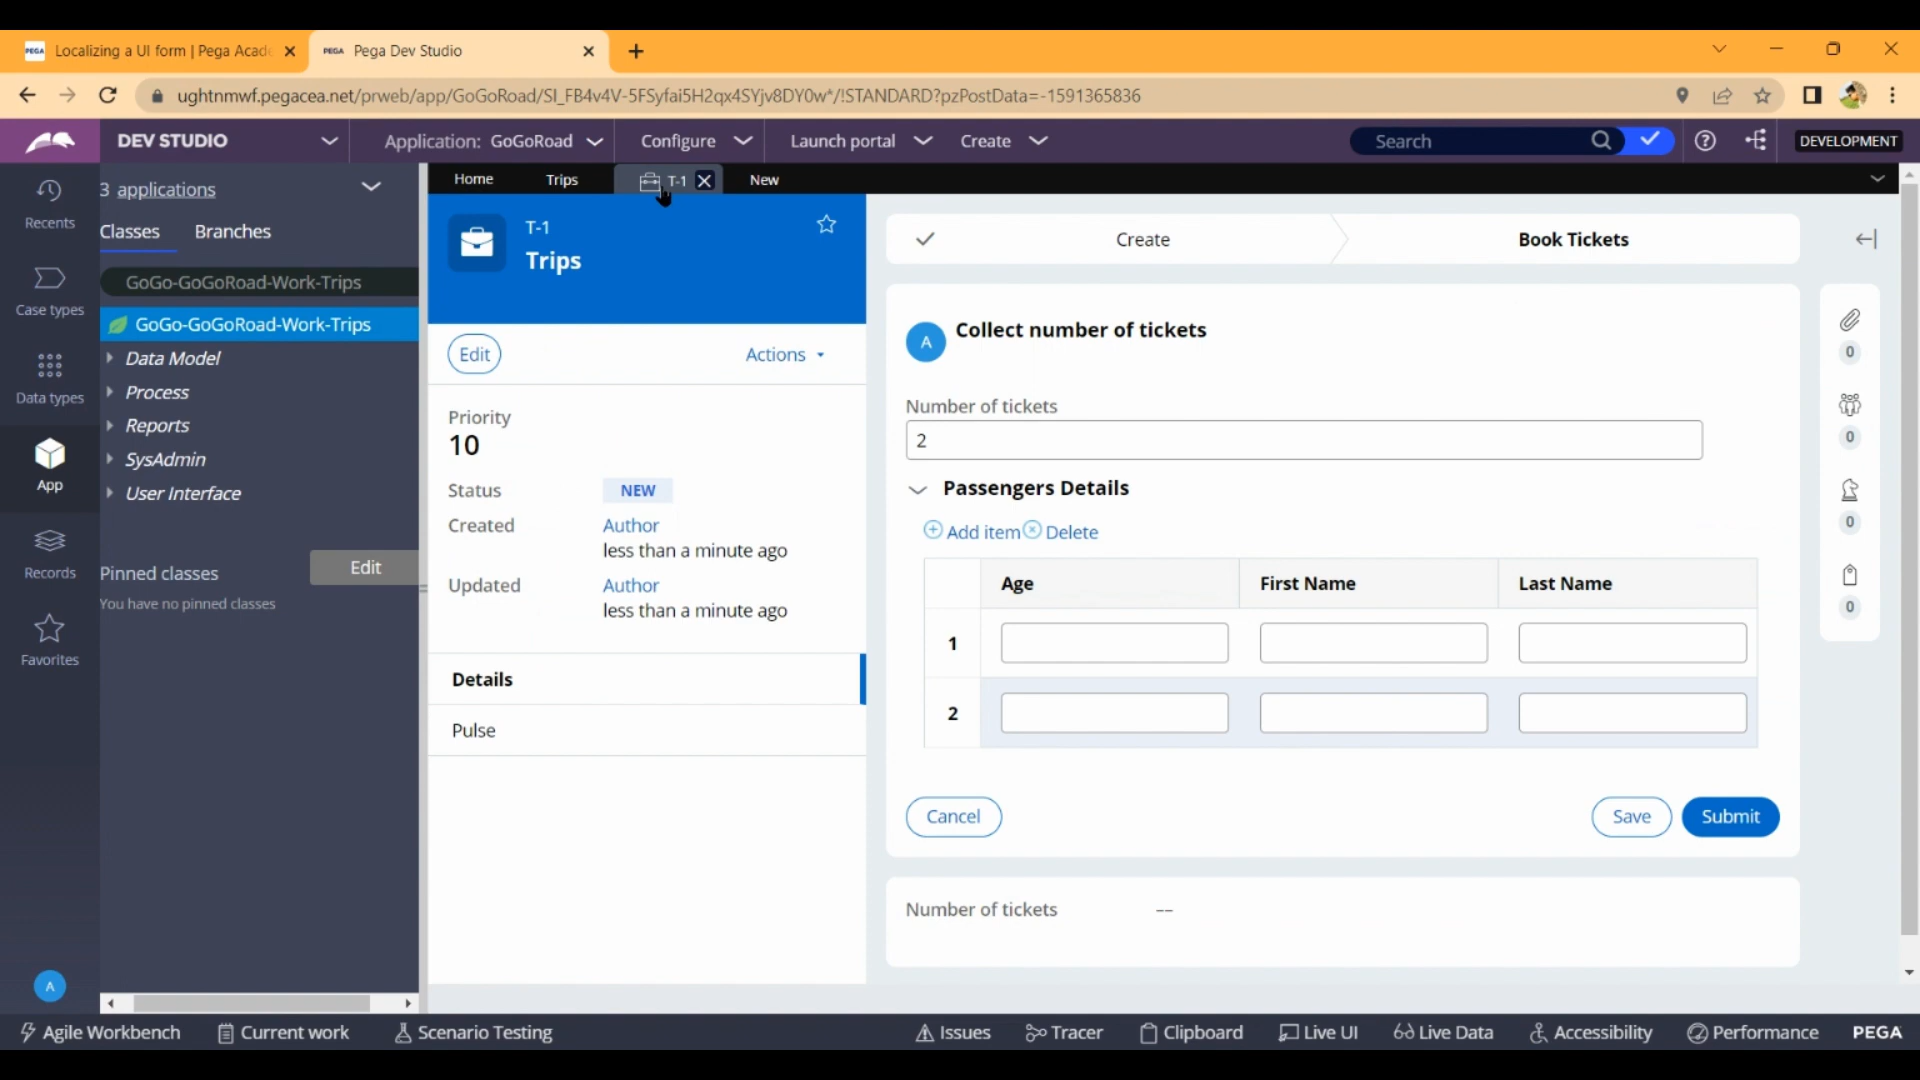 PEGA Localizing a UI form | Pega Acade
PEGA Pega Dev Studio
ughtnmwf.pegacea.net/prweb/app/GoGoRoad/SI_FB4v4V-5FSyfai5H2qx4SYjv8DY0w*/!STANDARD?pzPostData=-1591365836
DEV STUDIO
Application: GoGoRoad
Configure
Launch portal
Create
Search
DEVELOPMENT
Recents
Case types
Data types
App
Records
Favorites
A
3 applications
Classes Branches
GoGo-GoGoRoad-Work-Trips
GoGo-GoGoRoad-Work-Trips
Data Model
Process
Reports
SysAdmin
User Interface
Pinned classes Edit
You have no pinned classes
Home Trips T-1 New
T-1
Trips
Edit Actions
Priority
10
Status NEW
Created Author
less than a minute ago
Updated Author
less than a minute ago
Details
Pulse
Create Book Tickets
A Collect number of tickets
Number of tickets
2
Passengers Details
Add item Delete
Age First Name Last Name
1
2
Cancel Save Submit
Number of tickets --
0
0
0
0
Agile Workbench Current work Scenario Testing Issues Tracer Clipboard Live UI Live Data Accessibility Performance PEGA